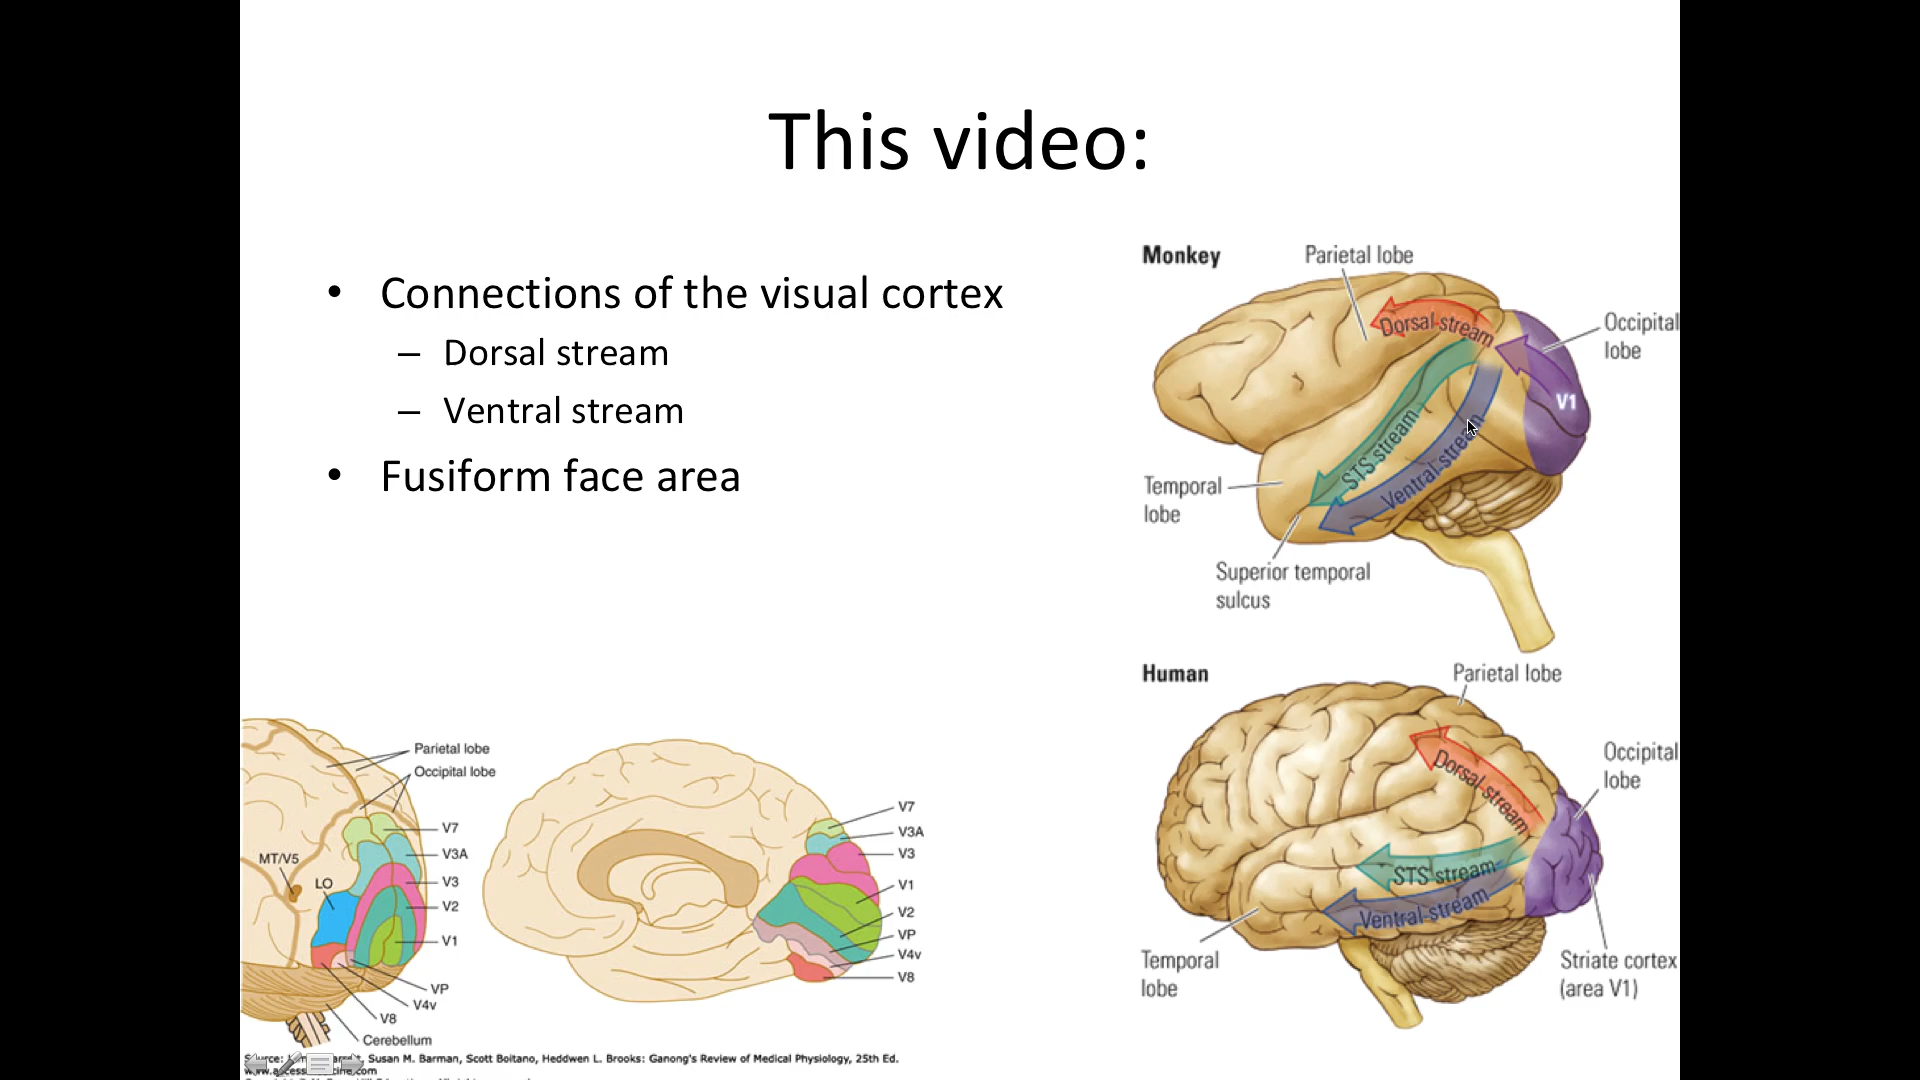 This video:
• Connections of the visual cortex
– Dorsal stream
– Ventral stream
• Fusiform face area
Monkey
Parietal lobe
Dorsal stream
Occipital
lobe
V1
STS stream
Ventral stream
Temporal
lobe
Superior temporal
sulcus
Human
Parietal lobe
Dorsal stream
Occipital
lobe
STS stream
Ventral stream
Temporal
lobe
Striate cortex
(area V1)
Parietal lobe
Occipital lobe
V7
MT/V5
V3A
LO
V3
V2
V1
VP
V4v
V8
Cerebellum
V7
V3A
V3
V1
V2
VP
V4v
V8
Susan M. Barman, Scott Boitano, Heddwen L. Brooks: Ganong's Review of Medical Physiology, 25th Ed.